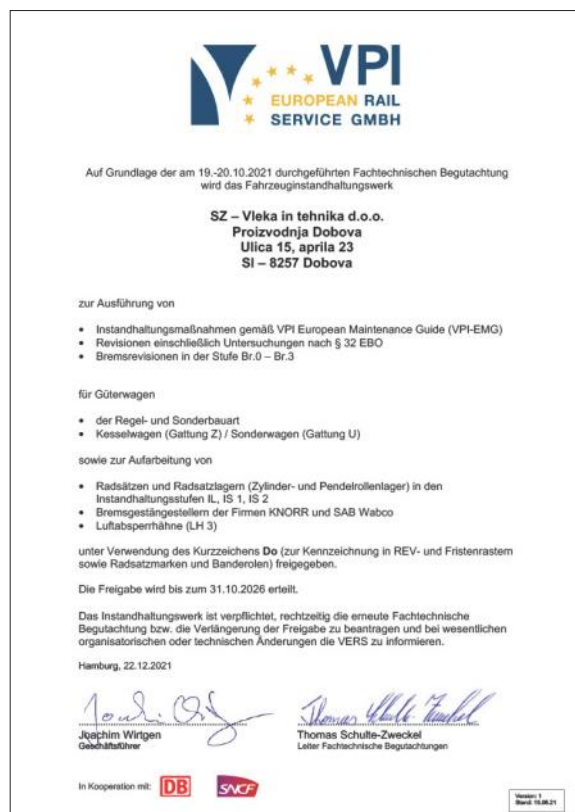 VPI
EUROPEAN RAIL
SERVICE GMBH
Auf Grundlage der am 19.-20.10.2021 durchgeführten Fachtechnischen Begutachtung
wird das Fahrzeuginstandhaltungswerk
SZ – Vleka in tehnika d.o.o.
Proizvodnja Dobova
Ulica 15, aprila 23
SI – 8257 Dobova
zur Ausführung von
• Instandhaltungsmaßnahmen gemäß VPI European Maintenance Guide (VPI-EMG)
• Revisionen einschließlich Untersuchungen nach § 32 EBO
• Bremsrevisionen in der Stufe Br.0 – Br.3
für Güterwagen
• der Regel- und Sonderbauart
• Kesselwagen (Gattung Z) / Sonderwagen (Gattung U)
sowie zur Aufarbeitung von
• Radsätzen und Radsatzlagern (Zylinder- und Pendelrollenlager) in den
Instandhaltungsstufen IL, IS 1, IS 2
• Bremsgestängestellern der Firmen KNORR und SAB Wabco
• Luftabsperrhähne (LH 3)
unter Verwendung des Kurzzeichens Do (zur Kennzeichnung in REV- und Fristenrastern
sowie Radsatzmarken und Banderolen) freigegeben.
Die Freigabe wird bis zum 31.10.2026 erteilt.
Das Instandhaltungswerk ist verpflichtet, rechtzeitig die erneute Fachtechnische
Begutachtung bzw. die Verlängerung der Freigabe zu beantragen und bei wesentlichen
organisatorischen oder technischen Änderungen die VERS zu informieren.
Hamburg, 22.12.2021
Joachim Wirtgen
Geschäftsführer
Thomas Schulte-Zweckel
Leiter Fachtechnische Begutachtungen
In Kooperation mit: DB SNCF
Version: 1
Stand: 10.08.21